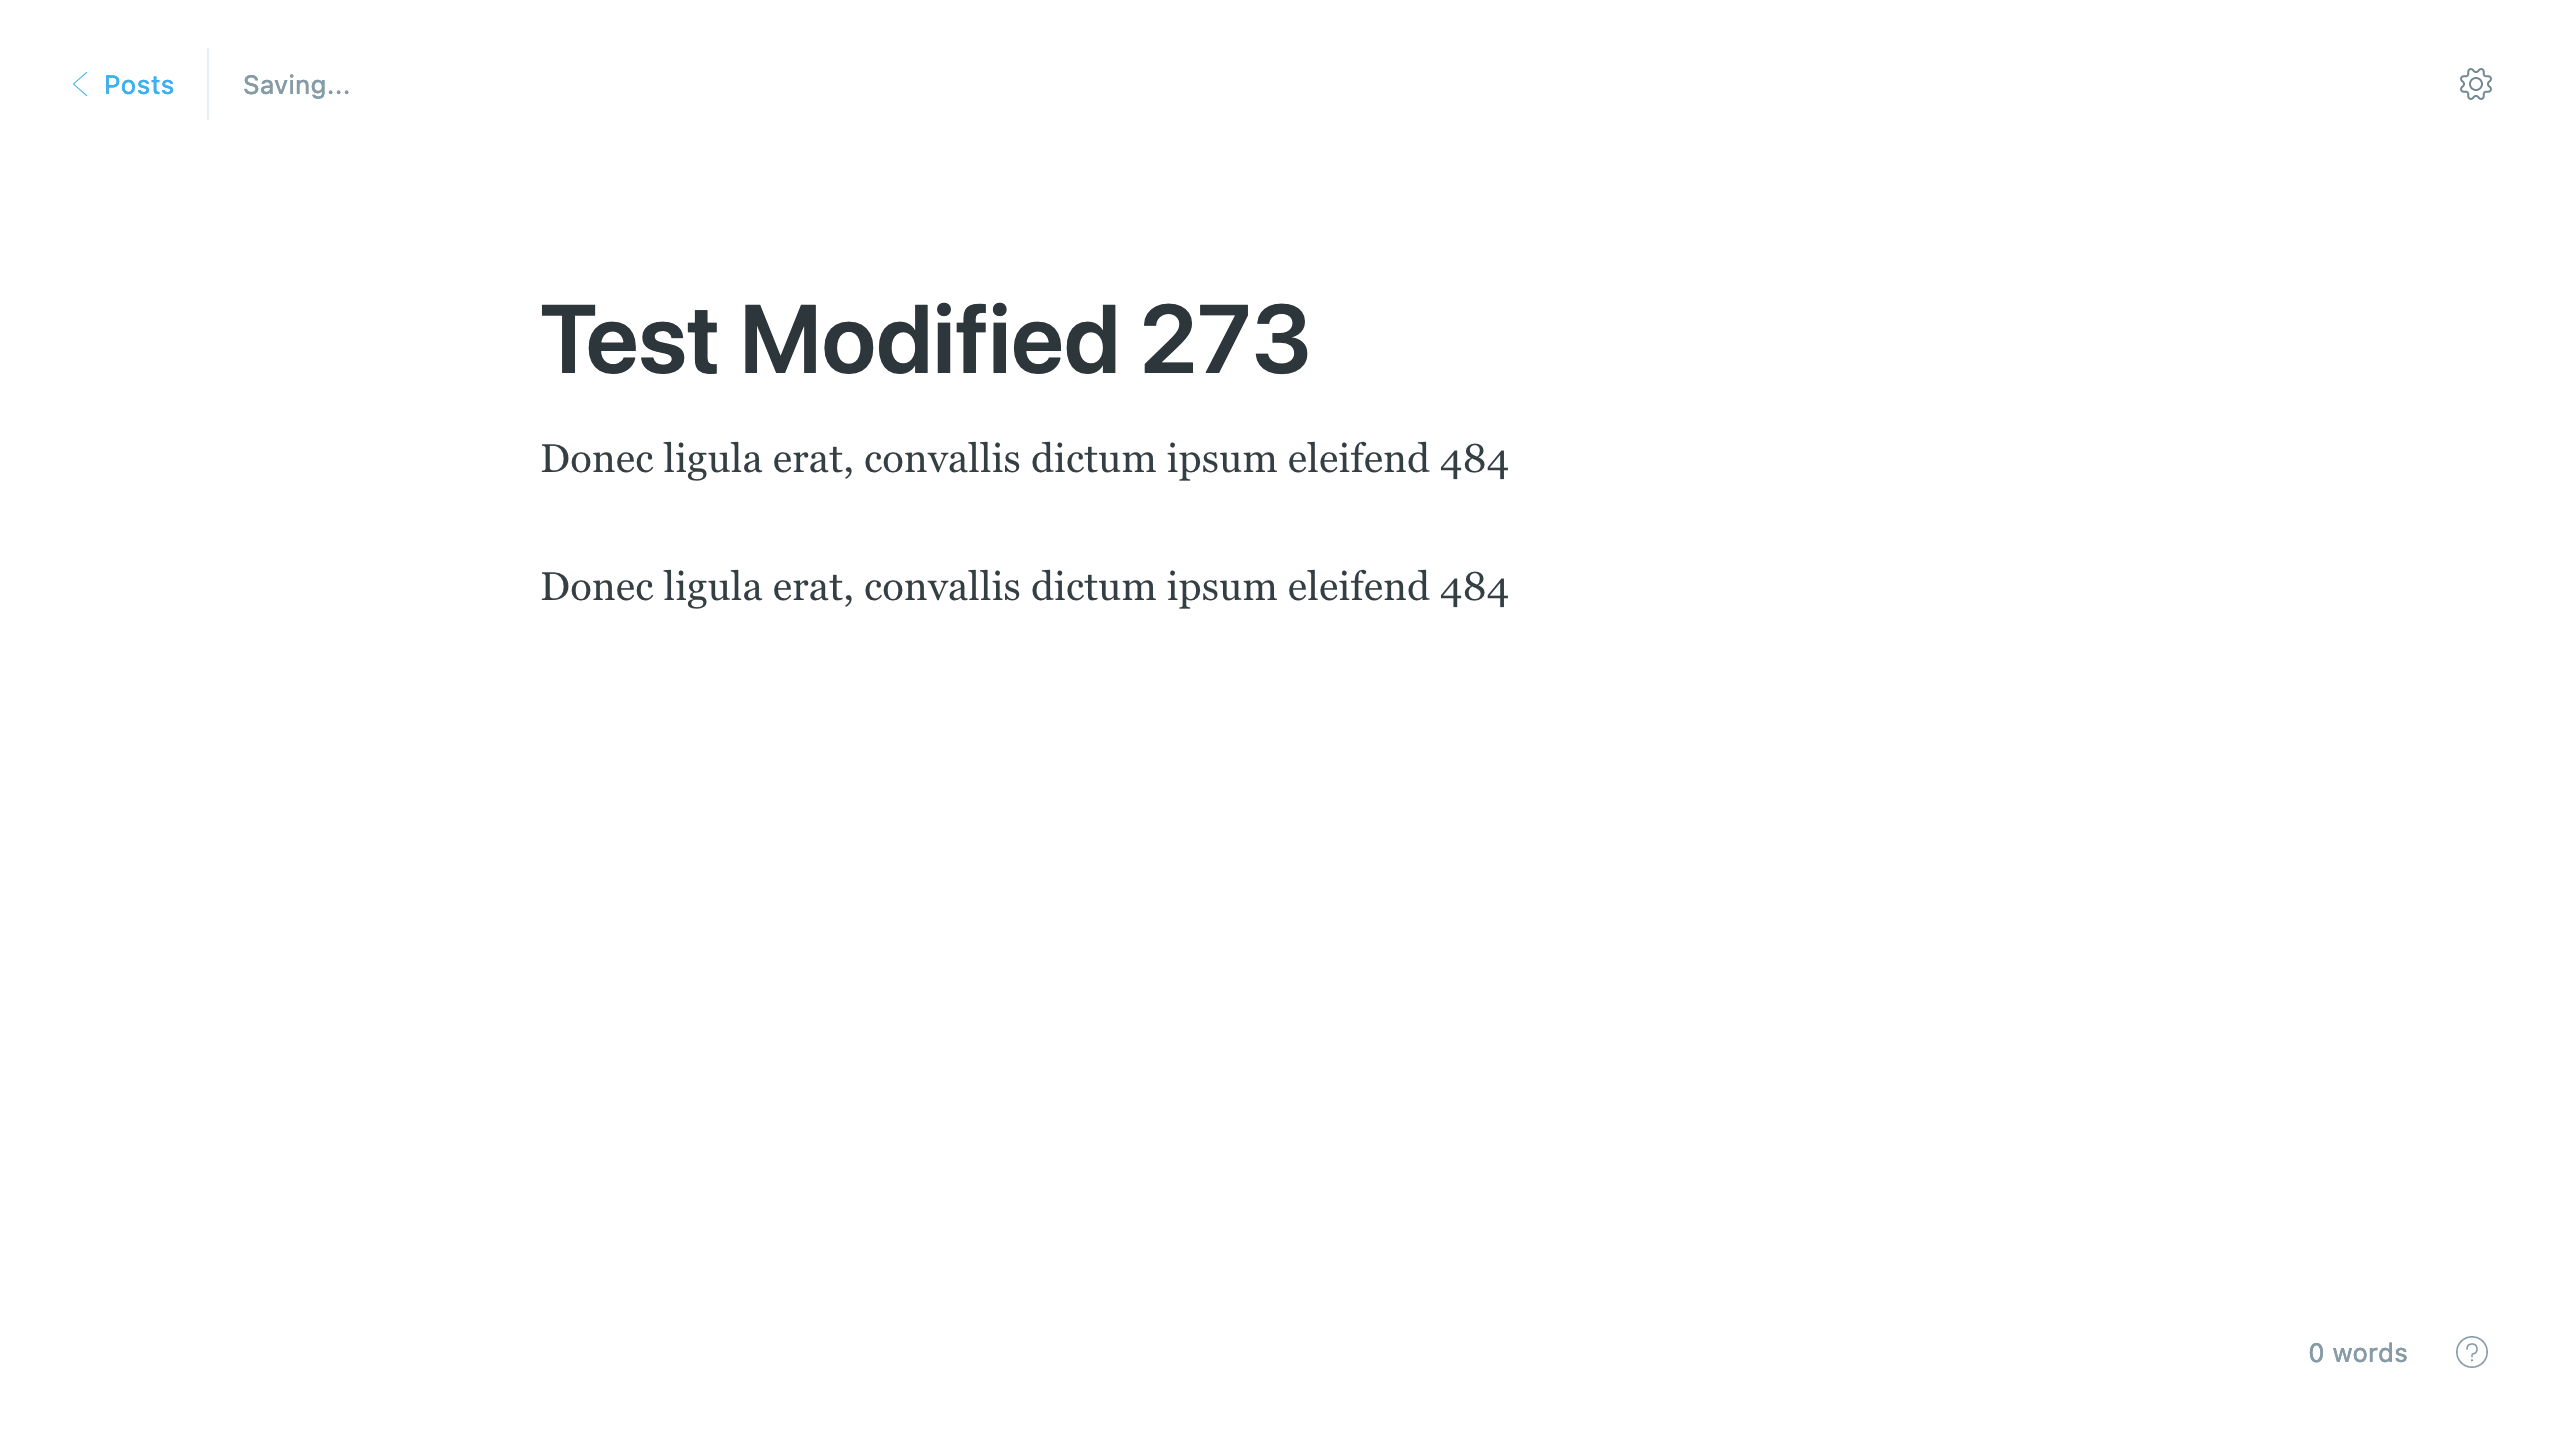 Posts
Saving...
Test Modified 273
Donec ligula erat, convallis dictum ipsum eleifend 484
Donec ligula erat, convallis dictum ipsum eleifend 484
0 words
?